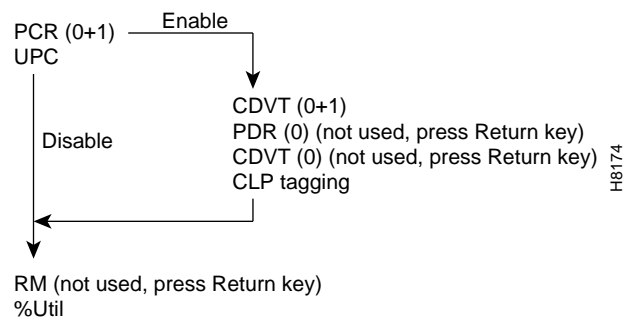 PCR (0+1)
Enable
UPC
CDVT (0+1)
PDR (0) (not used, press Return key)
Disable
CDVT (0) (not used, press Return key)
CLP tagging
H8174
RM (not used, press Return key)
%Util